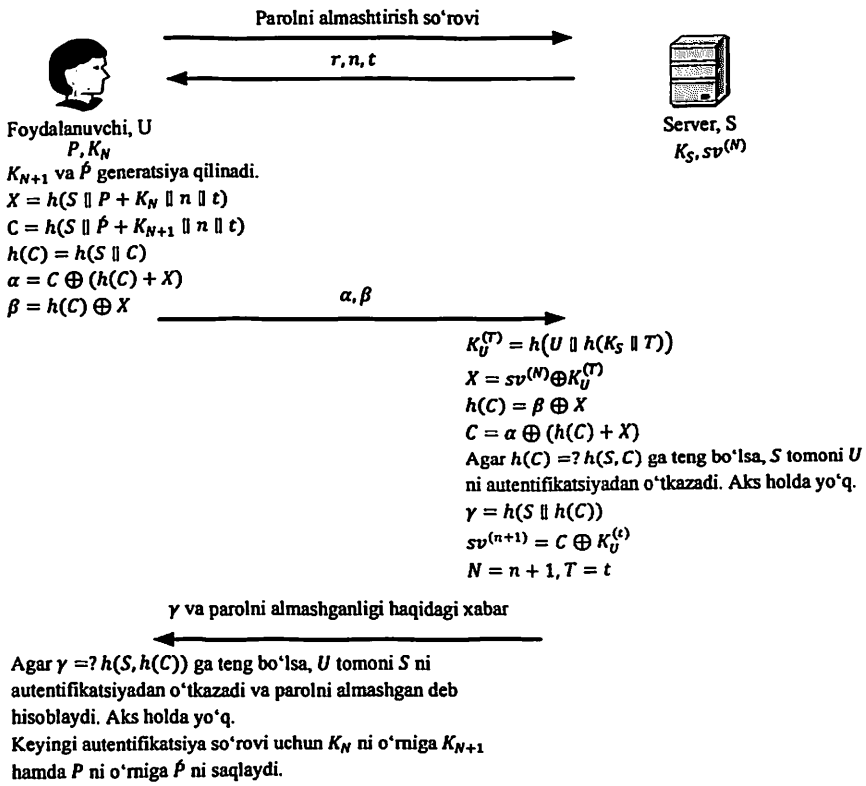 Parolni almashtirish so‘rovi
r, n, t
Foydalanuvchi, U
P, K_N
Server, S
K_S, sv^(N)
K_{N+1} va Ṕ generatsiya qilinadi.
X = h(S ∥ P + K_N ∥ n ∥ t)
C = h(S ∥ Ṕ + K_{N+1} ∥ n ∥ t)
h(C) = h(S ∥ C)
α = C ⊕ (h(C) + X)
β = h(C) ⊕ X
α, β
K_U^(T) = h(U ∥ h(K_S ∥ T))
X = sv^(N)⊕K_U^(T)
h(C) = β ⊕ X
C = α ⊕ (h(C) + X)
Agar h(C) =? h(S, C) ga teng bo‘lsa, S tomoni U
ni autentifikatsiyadan o‘tkazadi. Aks holda yo‘q.
γ = h(S ∥ h(C))
sv^(n+1) = C ⊕ K_U^(t)
N = n + 1, T = t
γ va parolni almashganligi haqidagi xabar
Agar γ =? h(S, h(C)) ga teng bo‘lsa, U tomoni S ni
autentifikatsiyadan o‘tkazadi va parolni almashgan deb
hisoblaydi. Aks holda yo‘q.
Keyingi autentifikatsiya so‘rovi uchun K_N ni o‘rniga K_{N+1}
hamda P ni o‘rniga Ṕ ni saqlaydi.